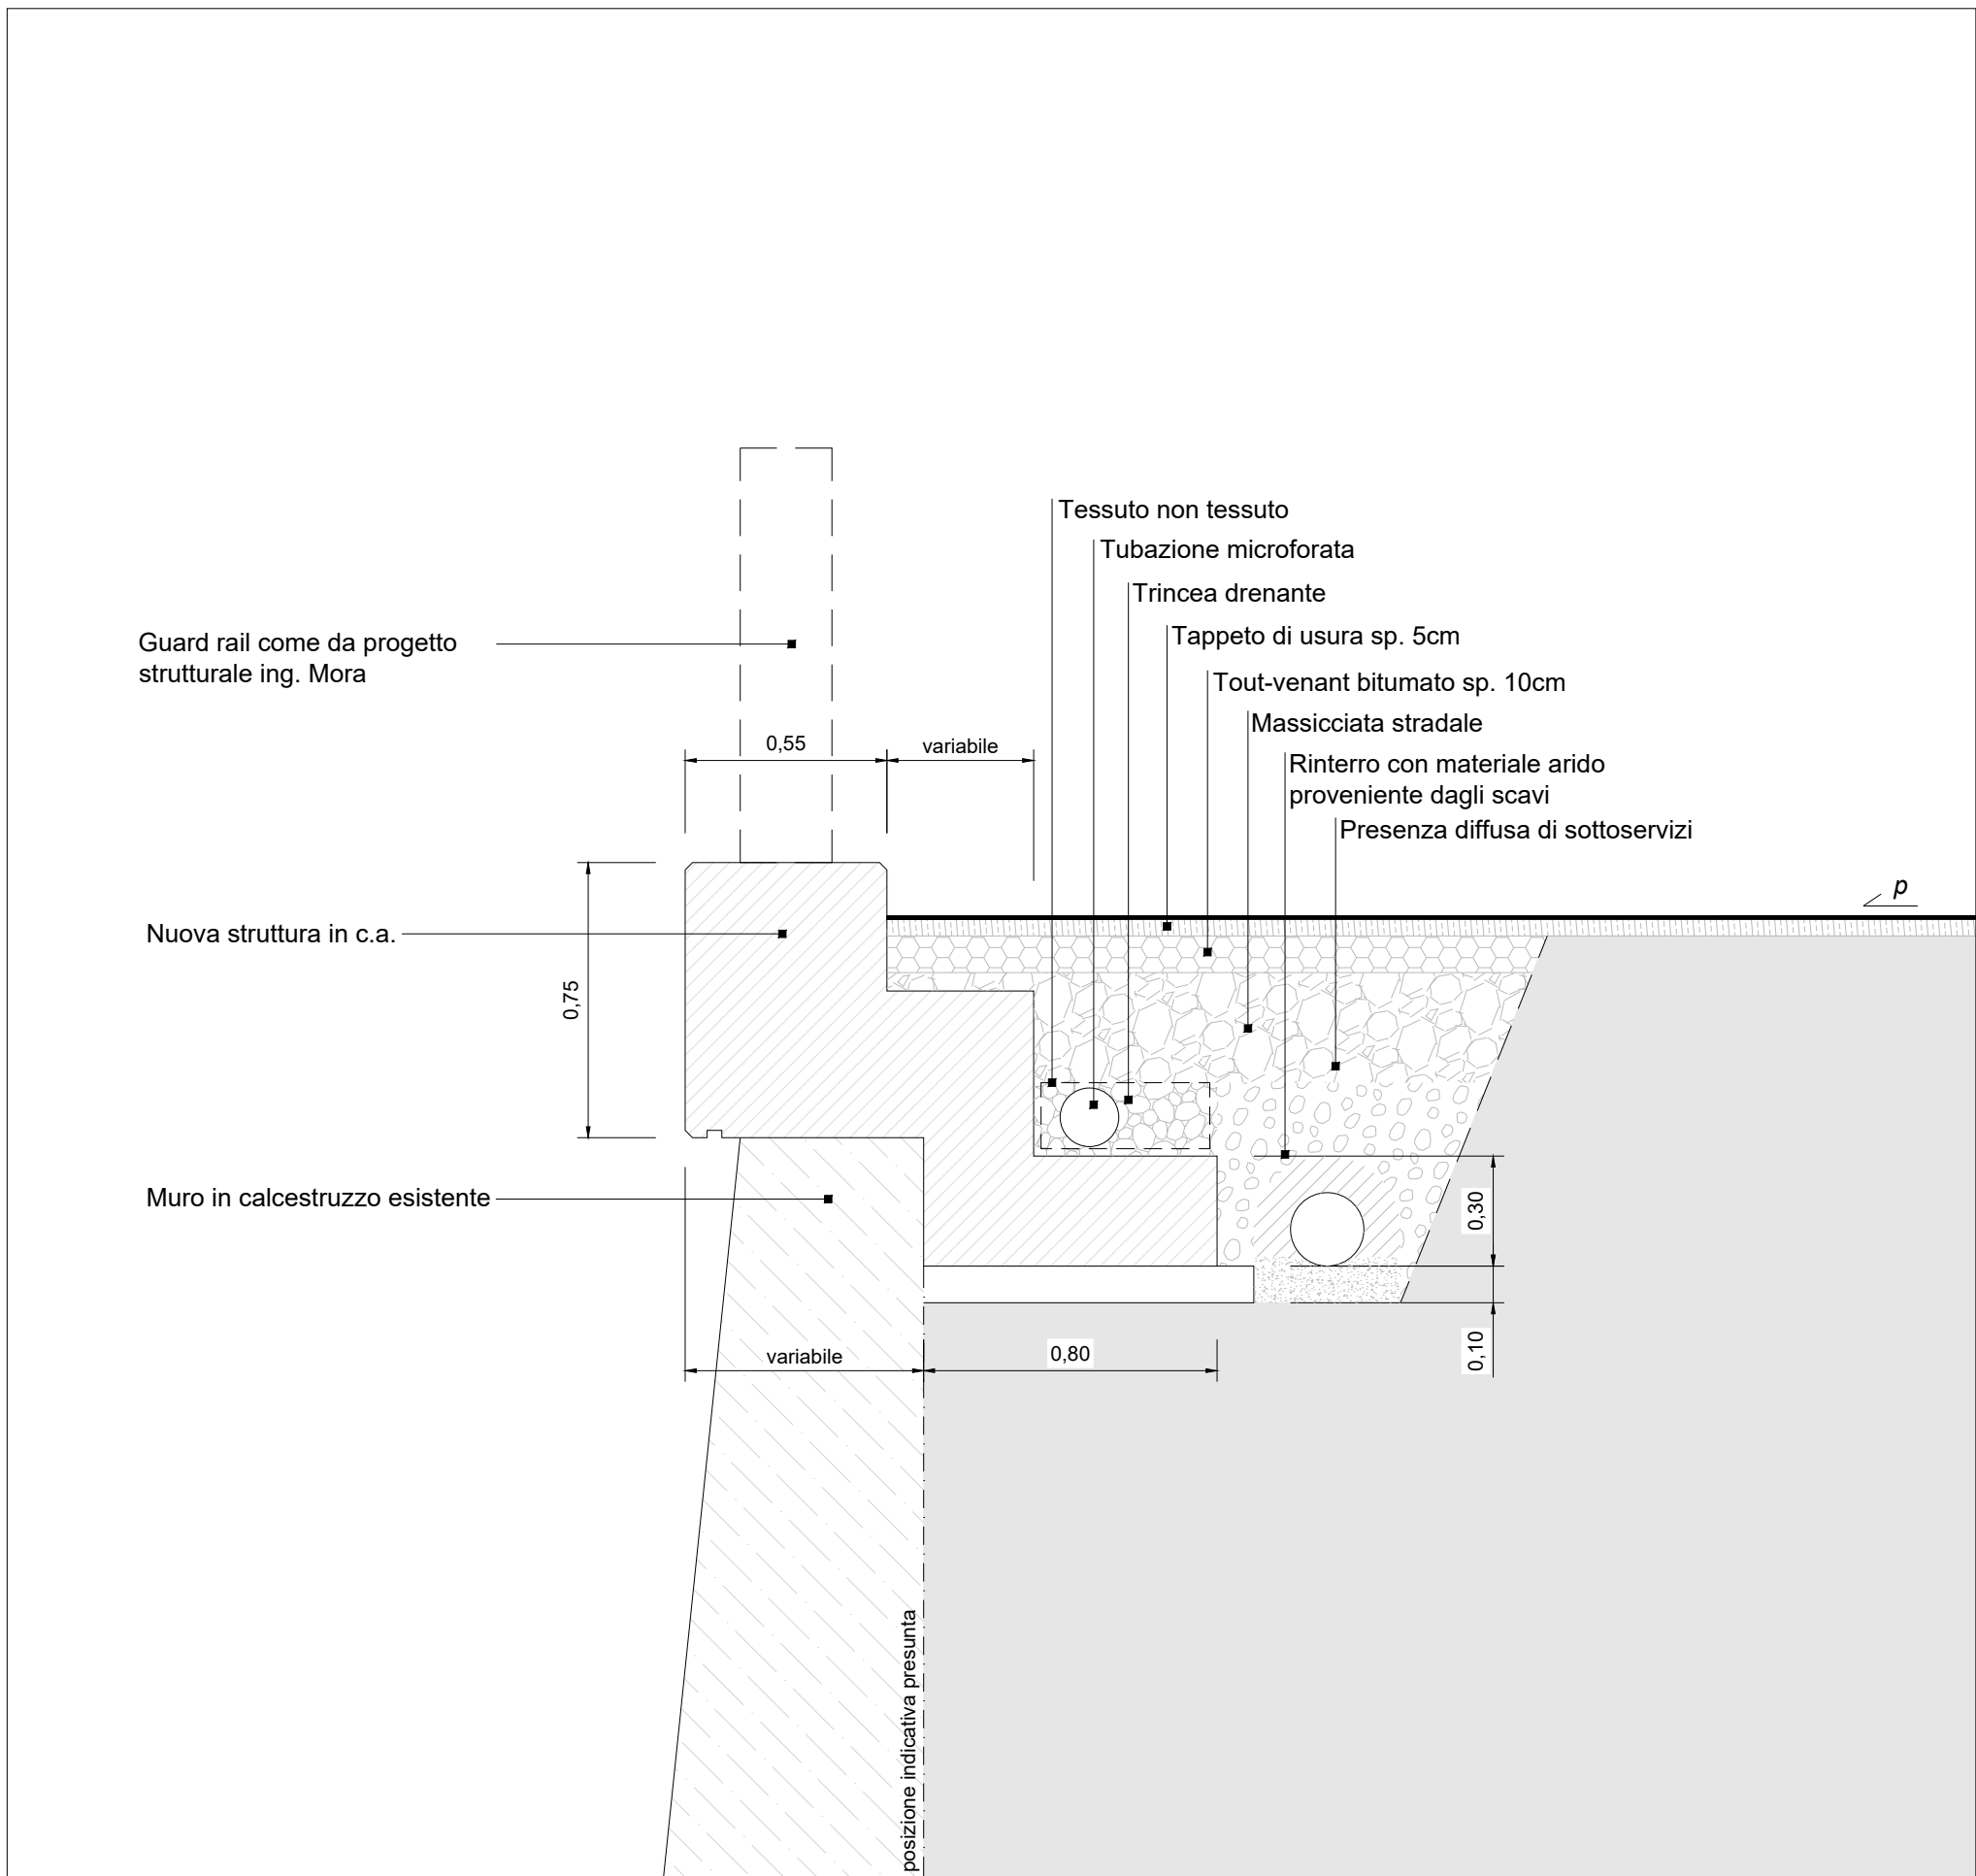 Tessuto non tessuto
Tubazione microforata
Trincea drenante
Tappeto di usura sp. 5cm
Guard rail come da progetto
strutturale ing. Mora
Tout-venant bitumato sp. 10cm
Massicciata stradale
0,55
variabile
Rinterro con materiale arido
proveniente dagli scavi
Presenza diffusa di sottoservizi
p
Nuova struttura in c.a.
0,75
Muro in calcestruzzo esistente
0,30
0,10
variabile
0,80
posizione indicativa presunta